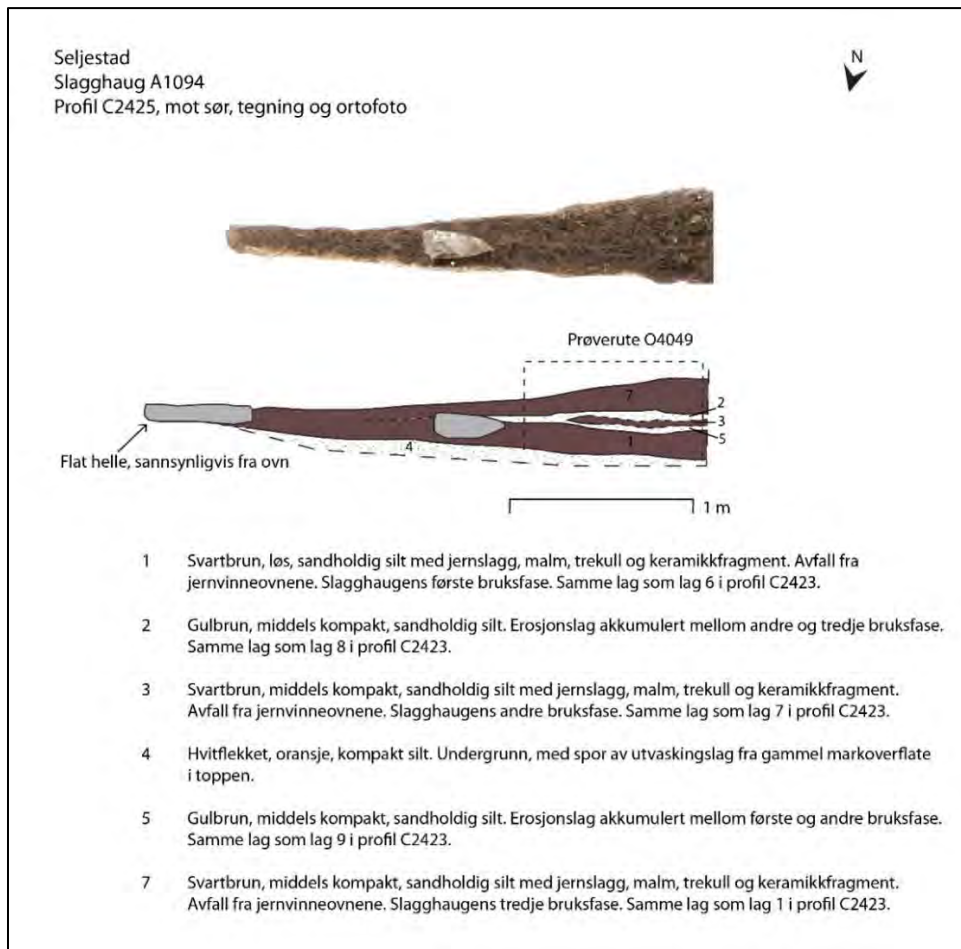 Seljestad
Slagghaug A1094
Profil C2425, mot sør, tegning og ortofoto
N
Prøverute O4049
7
2
3
5
1
4
Flat helle, sannsynligvis fra ovn
1 m
1 Svartbrun, løs, sandholdig silt med jernslagg, malm, trekull og keramikkfragment. Avfall fra
jernvinneovnene. Slagghaugens første bruksfase. Samme lag som lag 6 i profil C2423.
2 Gulbrun, middels kompakt, sandholdig silt. Erosjonslag akkumulert mellom andre og tredje bruksfase.
Samme lag som lag 8 i profil C2423.
3 Svartbrun, middels kompakt, sandholdig silt med jernslagg, malm, trekull og keramikkfragment.
Avfall fra jernvinneovnene. Slagghaugens andre bruksfase. Samme lag som lag 7 i profil C2423.
4 Hvitflekket, oransje, kompakt silt. Undergrunn, med spor av utvaskingslag fra gammel markoverflate
i toppen.
5 Gulbrun, middels kompakt, sandholdig silt. Erosjonslag akkumulert mellom første og andre bruksfase.
Samme lag som lag 9 i profil C2423.
7 Svartbrun, middels kompakt, sandholdig silt med jernslagg, malm, trekull og keramikkfragment.
Avfall fra jernvinneovnene. Slagghaugens tredje bruksfase. Samme lag som lag 1 i profil C2423.